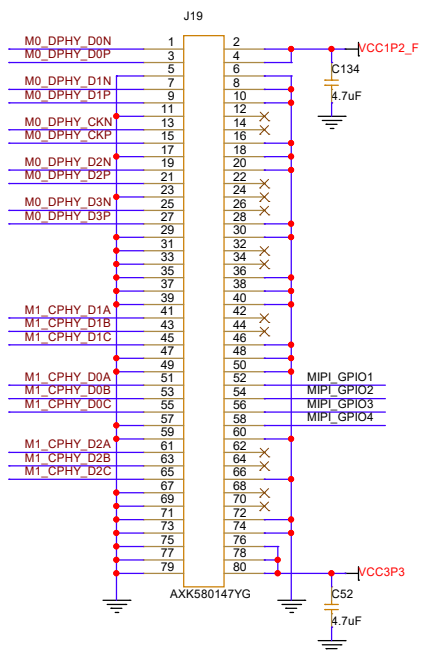 J19
M0_DPHY_D0N 1 2 VCC1P2_F
M0_DPHY_D0P 3 4
5 6 C134
M0_DPHY_D1N 7 8
M0_DPHY_D1P 9 10 4.7uF
11 12
M0_DPHY_CKN 13 14
M0_DPHY_CKP 15 16
17 18
M0_DPHY_D2N 19 20
M0_DPHY_D2P 21 22
23 24
M0_DPHY_D3N 25 26
M0_DPHY_D3P 27 28
29 30
31 32
33 34
35 36
37 38
39 40
M1_CPHY_D1A 41 42
M1_CPHY_D1B 43 44
M1_CPHY_D1C 45 46
47 48
49 50
M1_CPHY_D0A 51 52 MIPI_GPIO1
M1_CPHY_D0B 53 54 MIPI_GPIO2
M1_CPHY_D0C 55 56 MIPI_GPIO3
57 58 MIPI_GPIO4
59 60
M1_CPHY_D2A 61 62
M1_CPHY_D2B 63 64
M1_CPHY_D2C 65 66
67 68
69 70
71 72
73 74
75 76
77 78
79 80 VCC3P3
AXK580147YG C52
4.7uF